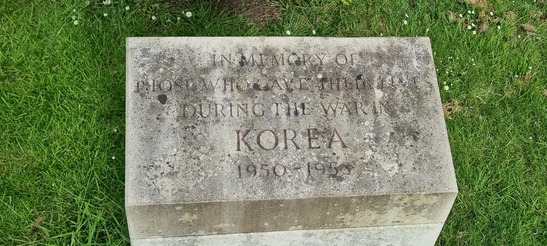 IN MEMORY OF
THOSE WHO GAVE THEIR LIVES
DURING THE WAR IN
KOREA
1950-1953